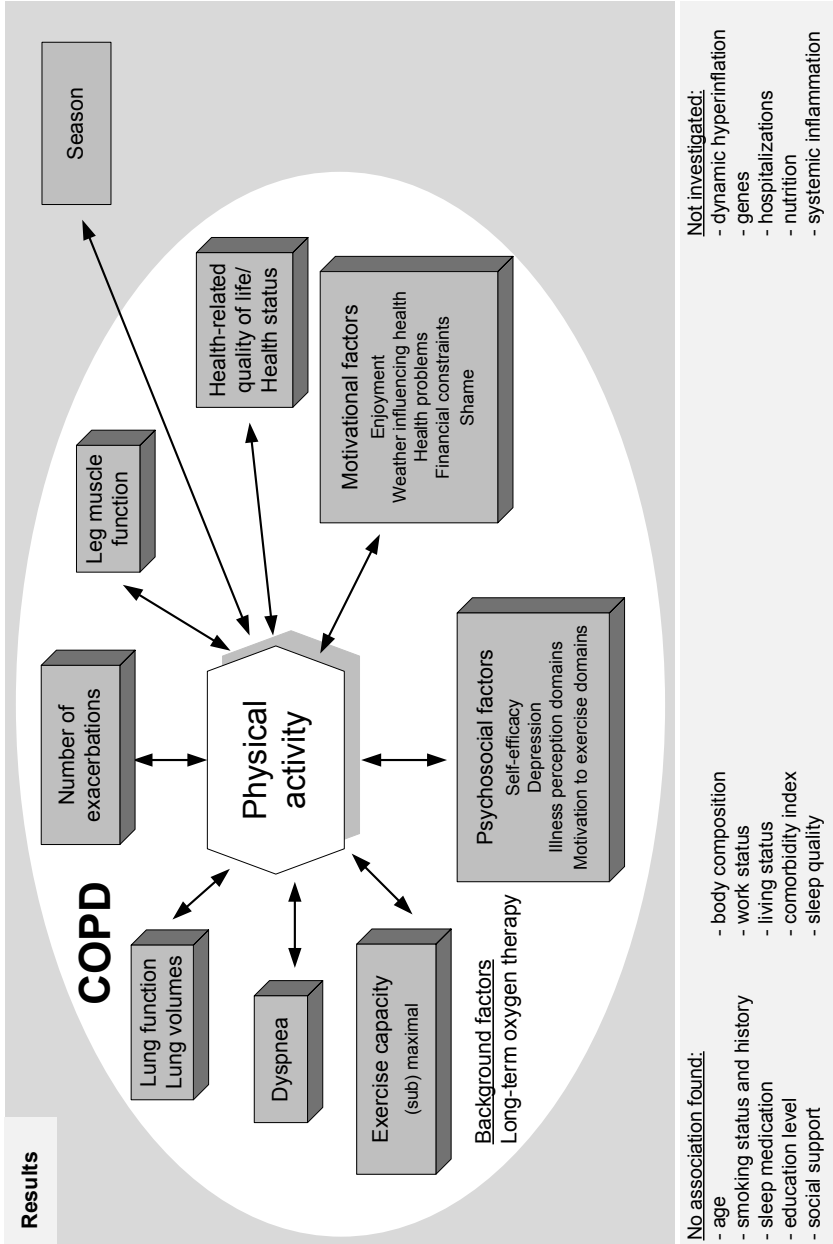 Results
COPD
Number of
exacerbations
Leg muscle
function
Season
Lung function
Lung volumes
Health-related
quality of life/
Health status
Dyspnea
Physical
activity
Exercise capacity
(sub) maximal
Motivational factors
Enjoyment
Weather influencing health
Health problems
Financial constraints
Shame
Background factors
Long-term oxygen therapy
Psychosocial factors
Self-efficacy
Depression
Illness perception domains
Motivation to exercise domains
No association found:
- age
- smoking status and history
- sleep medication
- education level
- social support
- body composition
- work status
- living status
- comorbidity index
- sleep quality
Not investigated:
- dynamic hyperinflation
- genes
- hospitalizations
- nutrition
- systemic inflammation